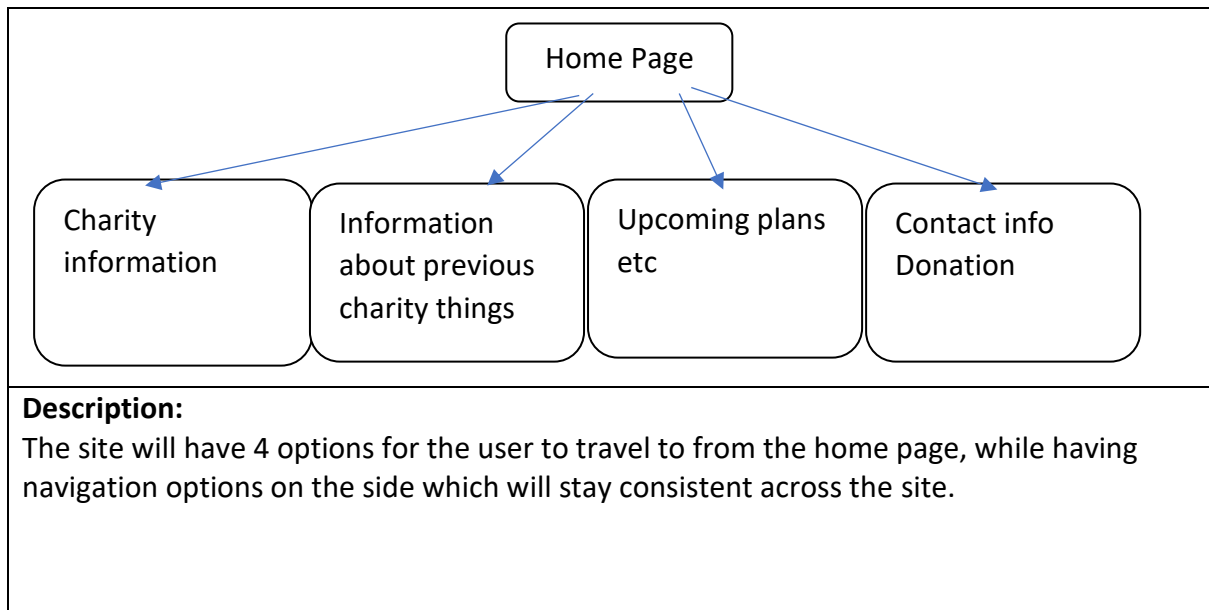 Home Page
Charity
information
Information
about previous
charity things
Upcoming plans
etc
Contact info
Donation
Description:
The site will have 4 options for the user to travel to from the home page, while having
navigation options on the side which will stay consistent across the site.